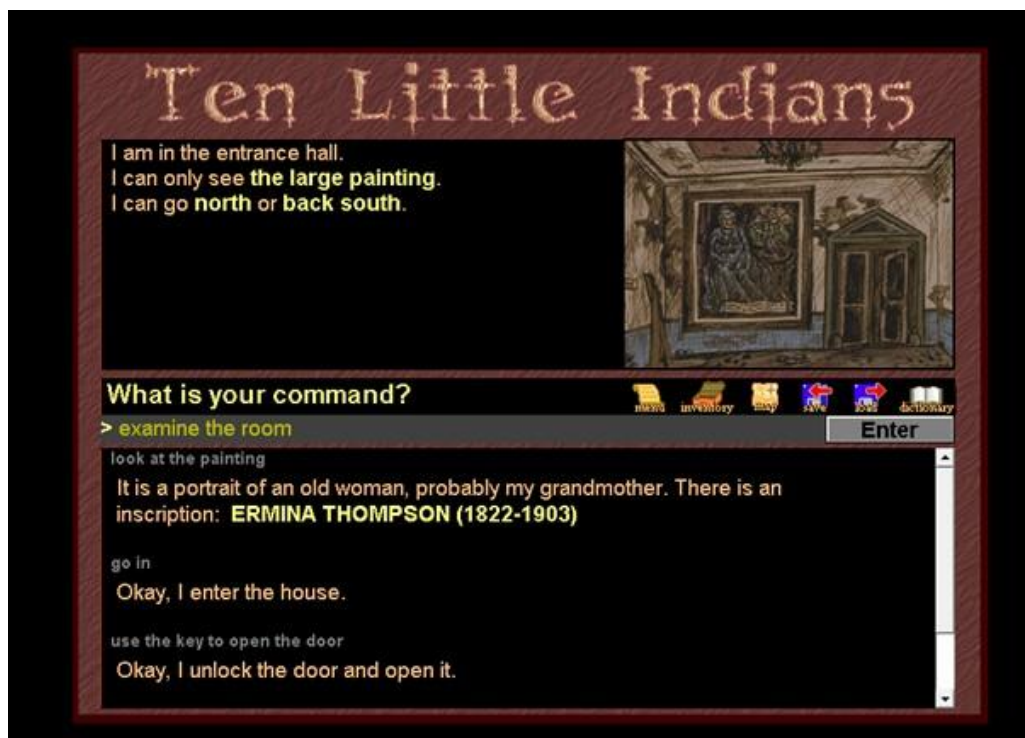 Ten Little Indians
I am in the entrance hall.
I can only see the large painting.
I can go north or back south.
What is your command?
menu inventory map save load dictionary
> examine the room
Enter
look at the painting
It is a portrait of an old woman, probably my grandmother. There is an
inscription: ERMINA THOMPSON (1822-1903)
go in
Okay, I enter the house.
use the key to open the door
Okay, I unlock the door and open it.